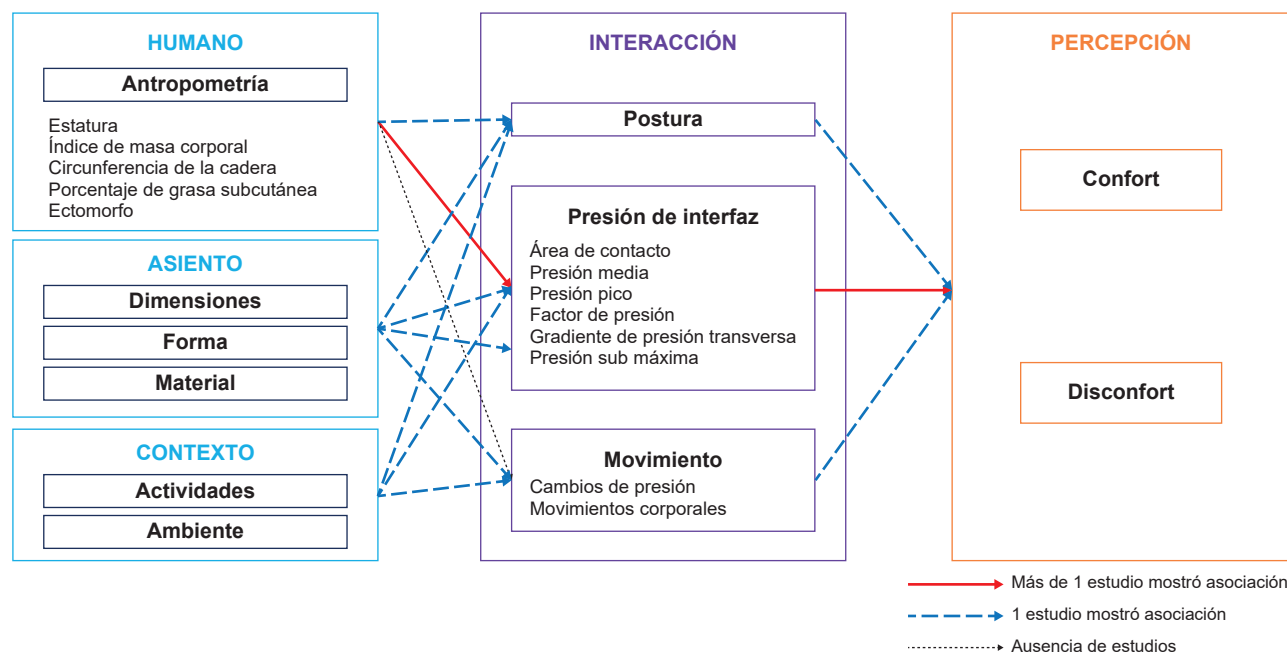 HUMANO
Antropometría
Estatura
Índice de masa corporal
Circunferencia de la cadera
Porcentaje de grasa subcutánea
Ectomorfo
ASIENTO
Dimensiones
Forma
Material
CONTEXTO
Actividades
Ambiente
INTERACCIÓN
Postura
Presión de interfaz
Área de contacto
Presión media
Presión pico
Factor de presión
Gradiente de presión transversa
Presión sub máxima
Movimiento
Cambios de presión
Movimientos corporales
PERCEPCIÓN
Confort
Disconfort
Más de 1 estudio mostró asociación
1 estudio mostró asociación
Ausencia de estudios